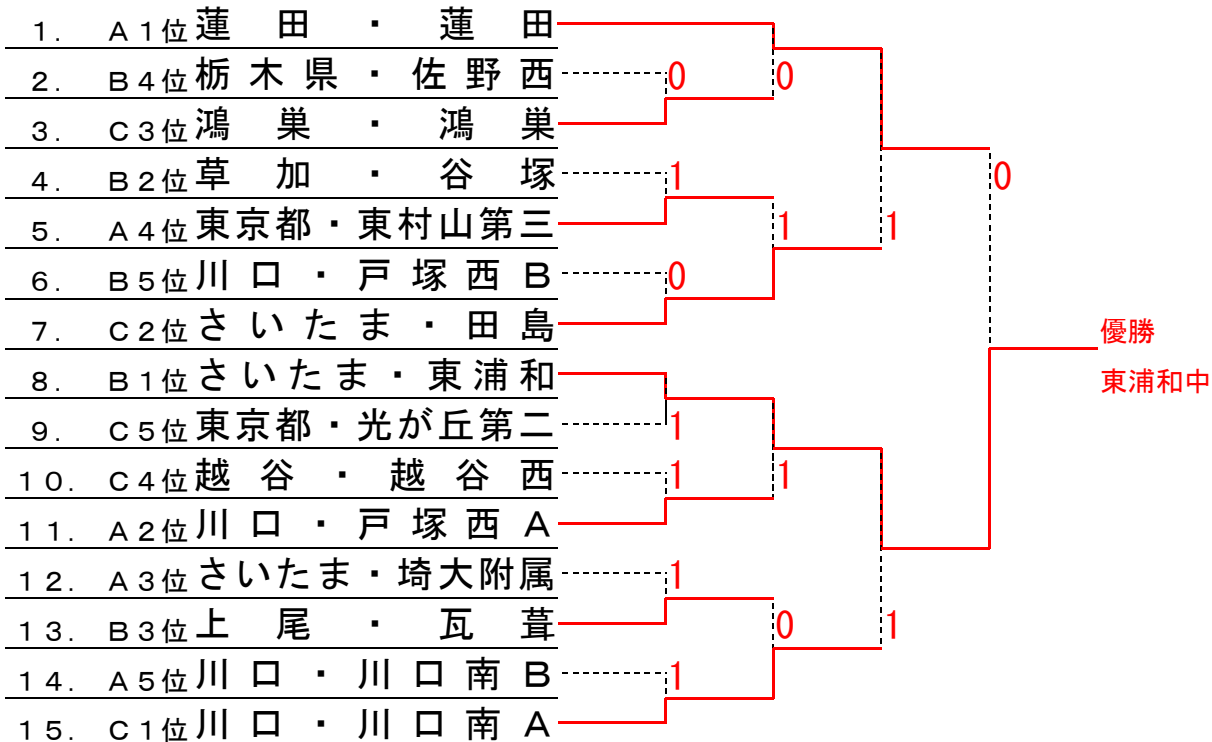 1. A1位 蓮田・蓮田
2. B4位 栃木県・佐野西 0 0
3. C3位 鴻巣・鴻巣
4. B2位 草加・谷塚 1 0
5. A4位 東京都・東村山第三 1 1
6. B5位 川口・戸塚西B 0
7. C2位 さいたま・田島
優勝
8. B1位 さいたま・東浦和
東浦和中
9. C5位 東京都・光が丘第二 1
10. C4位 越谷・越谷西 1 1
11. A2位 川口・戸塚西A
12. A3位 さいたま・埼大附属 1
13. B3位 上尾・瓦葺 0 1
14. A5位 川口・川口南B 1
15. C1位 川口・川口南A